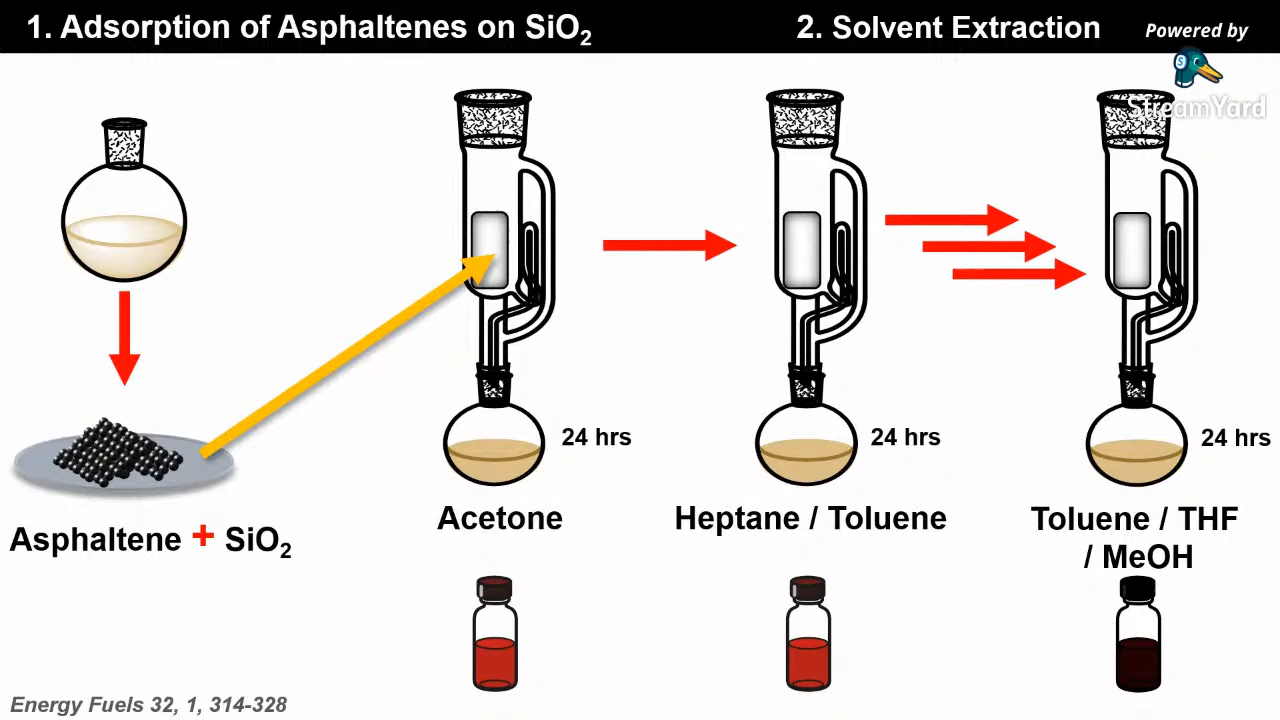 1. Adsorption of Asphaltenes on SiO₂
2. Solvent Extraction
Powered by
StreamYard
24 hrs
24 hrs
24 hrs
Asphaltene + SiO₂
Acetone
Heptane / Toluene
Toluene / THF
/ MeOH
Energy Fuels 32, 1, 314-328